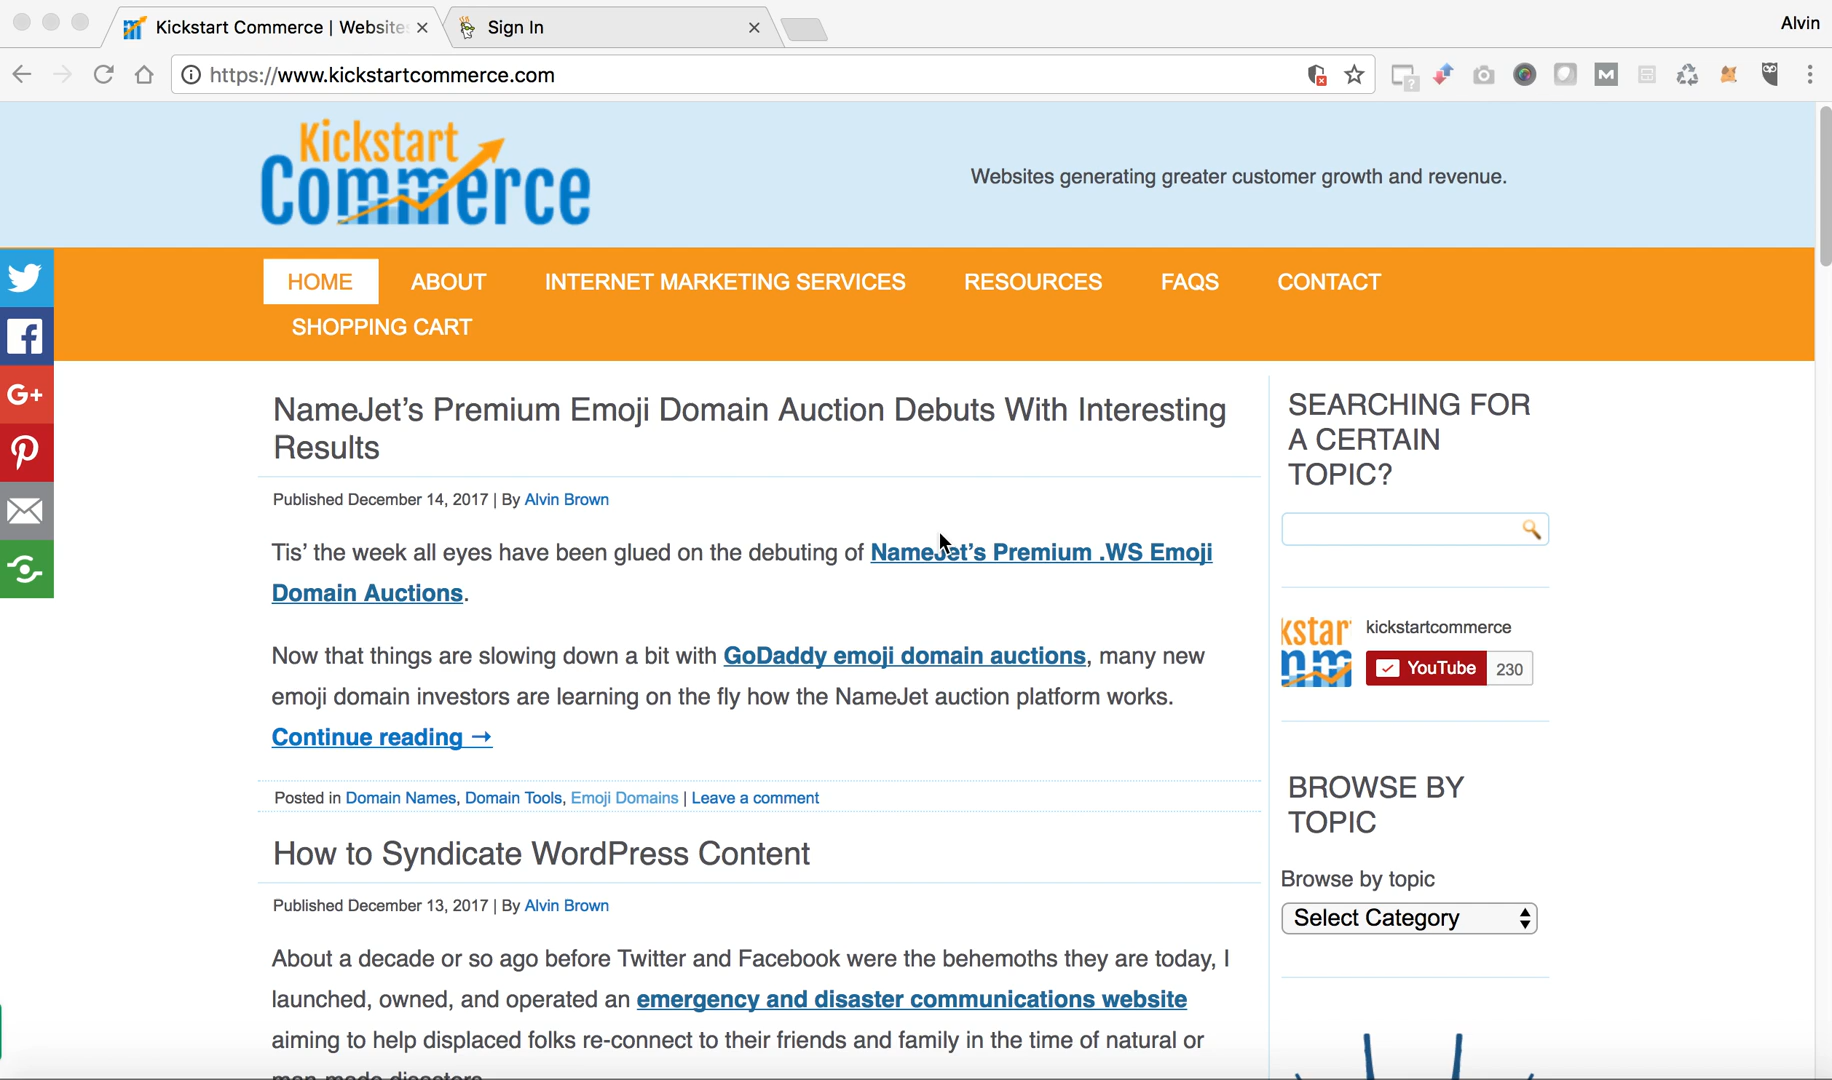 Kickstart Commerce | Websites
Sign In
Alvin
https://www.kickstartcommerce.com
Kickstart
Commerce
Websites generating greater customer growth and revenue.
HOME
ABOUT
INTERNET MARKETING SERVICES
RESOURCES
FAQS
CONTACT
SHOPPING CART
G+
NameJet’s Premium Emoji Domain Auction Debuts With Interesting
Results
Published December 14, 2017 | By Alvin Brown
Tis’ the week all eyes have been glued on the debuting of NameJet’s Premium .WS Emoji
Domain Auctions.
Now that things are slowing down a bit with GoDaddy emoji domain auctions, many new
emoji domain investors are learning on the fly how the NameJet auction platform works.
Continue reading →
Posted in Domain Names, Domain Tools, Emoji Domains | Leave a comment
How to Syndicate WordPress Content
Published December 13, 2017 | By Alvin Brown
About a decade or so ago before Twitter and Facebook were the behemoths they are today, I
launched, owned, and operated an emergency and disaster communications website
aiming to help displaced folks re-connect to their friends and family in the time of natural or
man-made disasters
SEARCHING FOR
A CERTAIN
TOPIC?
kickstartcommerce
YouTube 230
BROWSE BY
TOPIC
Browse by topic
Select Category